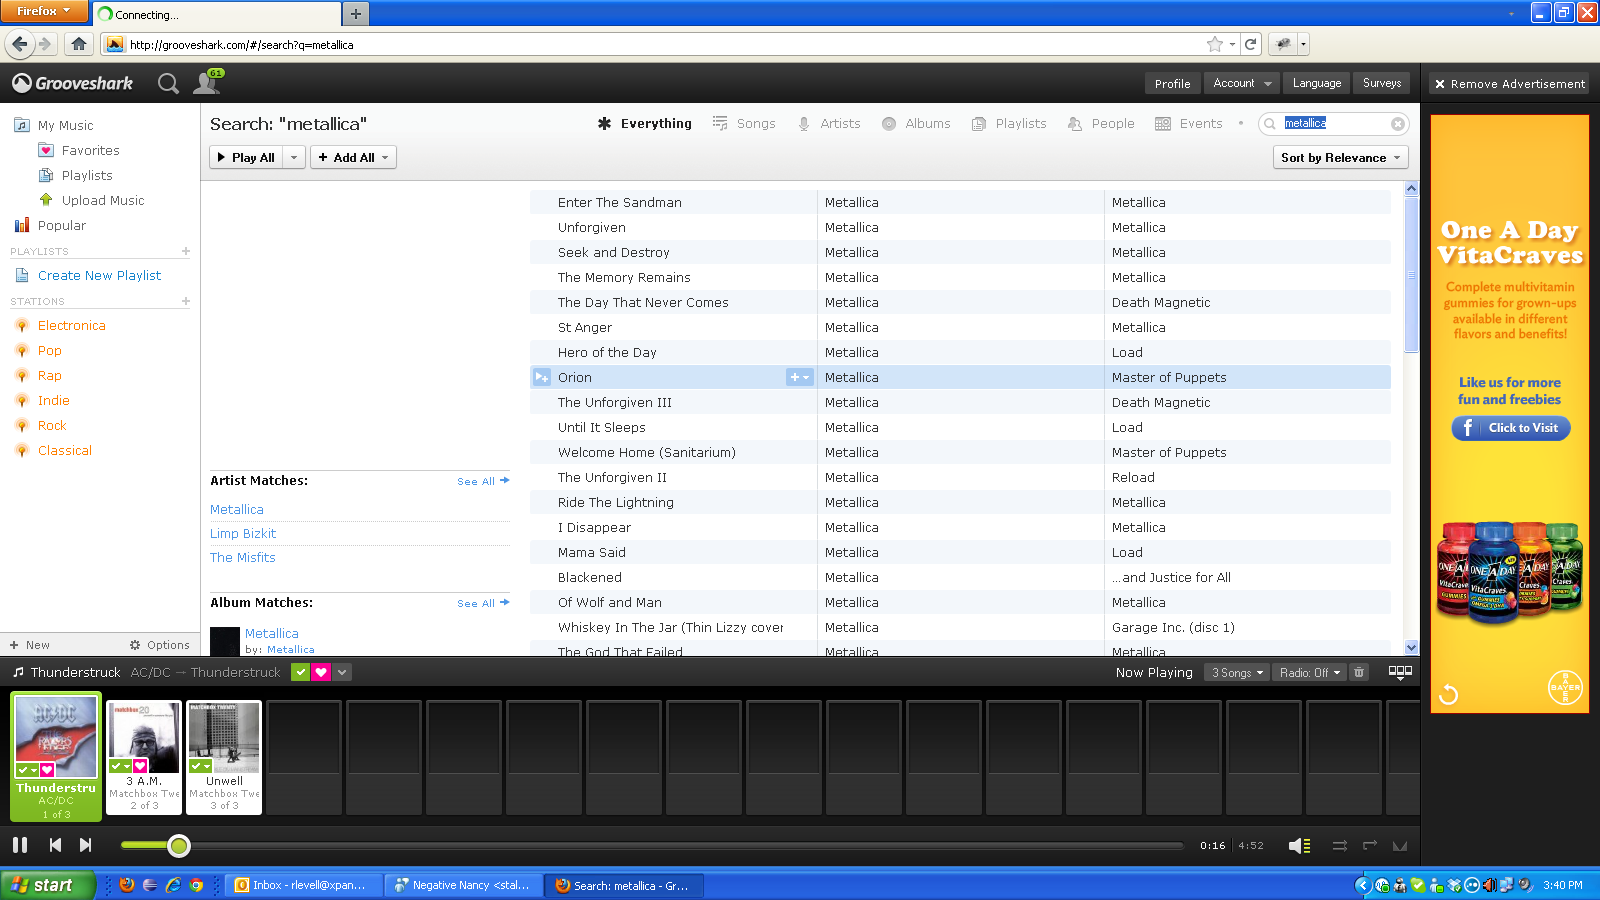 Firefox
Connecting...
http://grooveshark.com/#/search?q=metallica
Grooveshark
61
Profile
Account
Language
Surveys
Remove Advertisement
My Music
Favorites
Playlists
Upload Music
Popular
PLAYLISTS
Create New Playlist
STATIONS
Electronica
Pop
Rap
Indie
Rock
Classical
New
Options
Search: "metallica"
Everything
Songs
Artists
Albums
Playlists
People
Events
metallica
Play All
Add All
Sort by Relevance
Enter The Sandman Metallica Metallica
Unforgiven Metallica Metallica
Seek and Destroy Metallica Metallica
The Memory Remains Metallica Metallica
The Day That Never Comes Metallica Death Magnetic
St Anger Metallica Metallica
Hero of the Day Metallica Load
Orion Metallica Master of Puppets
The Unforgiven III Metallica Death Magnetic
Until It Sleeps Metallica Load
Welcome Home (Sanitarium) Metallica Master of Puppets
The Unforgiven II Metallica Reload
Ride The Lightning Metallica Metallica
I Disappear Metallica Metallica
Mama Said Metallica Load
Blackened Metallica ...and Justice for All
Of Wolf and Man Metallica Metallica
Whiskey In The Jar (Thin Lizzy cover Metallica Garage Inc. (disc 1)
The God That Failed Metallica Metallica
Artist Matches:
See All
Metallica
Limp Bizkit
The Misfits
Album Matches:
See All
Metallica
by: Metallica
One A Day
VitaCraves
Complete multivitamin
gummies for grown-ups
available in different
flavors and benefits!
Like us for more
fun and freebies
f Click to Visit
ONE A DAY
VitaCraves
BAYER
Thunderstruck AC/DC → Thunderstruck
Now Playing
3 Songs
Radio: Off
AC/DC
Thunderstru
AC/DC
1 of 3
matchbox 20
3 A.M.
Matchbox Twe
2 of 3
MATCHBOX TWENTY
Unwell
Matchbox Twe
3 of 3
0:16 4:52
start
Inbox - rlevell@xpan...
Negative Nancy <stal...
Search: metallica - Gr...
3:40 PM